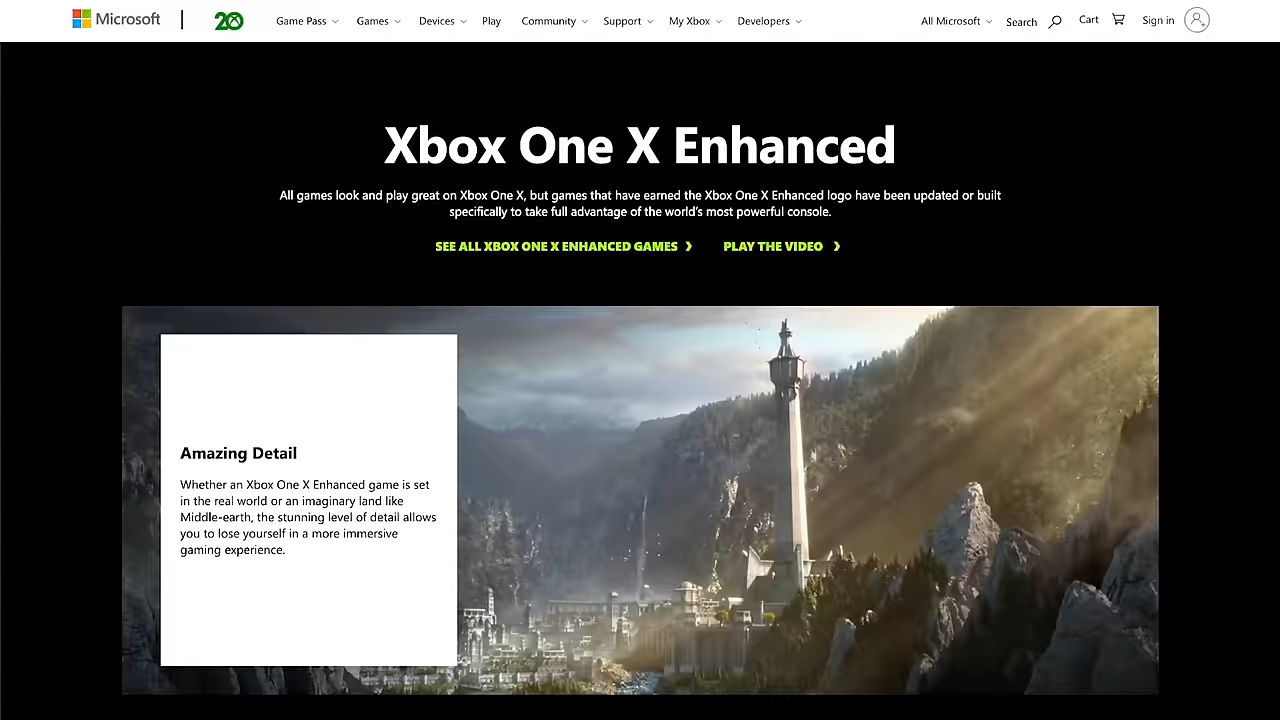 Microsoft
20
Game Pass
Games
Devices
Play
Community
Support
My Xbox
Developers
All Microsoft
Search
Cart
Sign in
Xbox One X Enhanced
All games look and play great on Xbox One X, but games that have earned the Xbox One X Enhanced logo have been updated or built
specifically to take full advantage of the world's most powerful console.
SEE ALL XBOX ONE X ENHANCED GAMES
PLAY THE VIDEO
Amazing Detail
Whether an Xbox One X Enhanced game is set
in the real world or an imaginary land like
Middle-earth, the stunning level of detail allows
you to lose yourself in a more immersive
gaming experience.